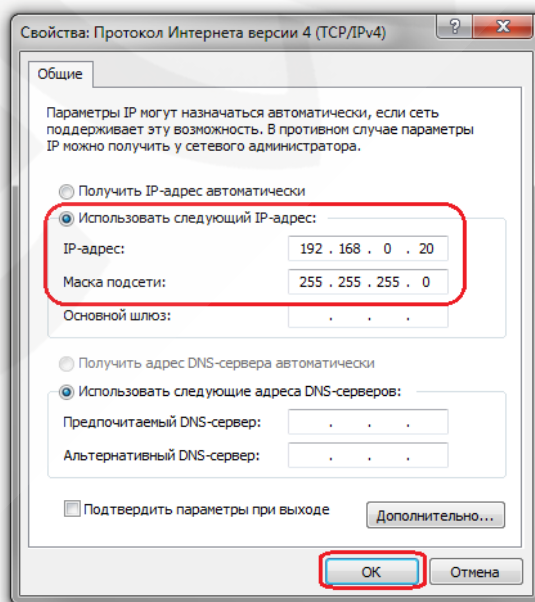 Свойства: Протокол Интернета версии 4 (TCP/IPv4)
?
X
Общие
Параметры IP могут назначаться автоматически, если сеть
поддерживает эту возможность. В противном случае параметры
IP можно получить у сетевого администратора.
Получить IP-адрес автоматически
Использовать следующий IP-адрес:
IP-адрес: 192 . 168 . 0 . 20
Маска подсети: 255 . 255 . 255 . 0
Основной шлюз: . . .
Получить адрес DNS-сервера автоматически
Использовать следующие адреса DNS-серверов:
Предпочитаемый DNS-сервер: . . .
Альтернативный DNS-сервер: . . .
Подтвердить параметры при выходе
Дополнительно...
ОК
Отмена